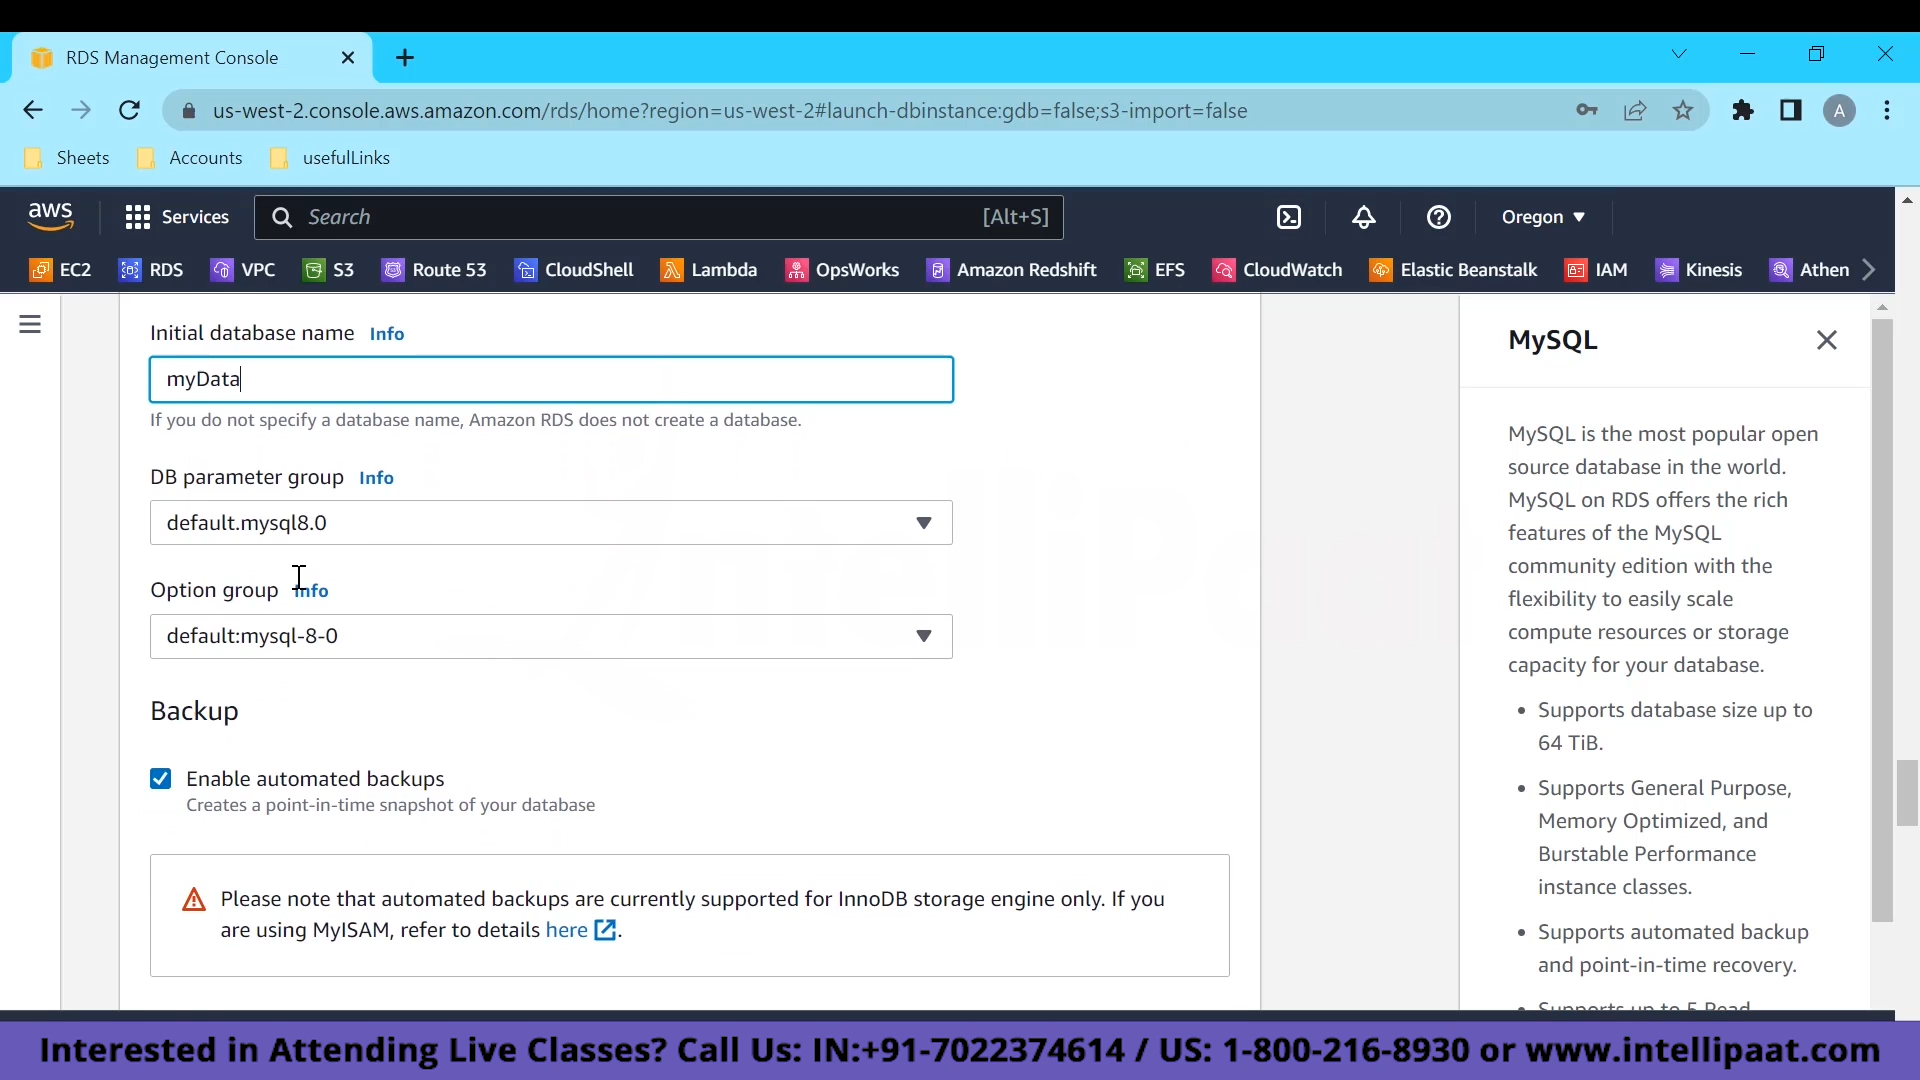 RDS Management Console
us-west-2.console.aws.amazon.com/rds/home?region=us-west-2#launch-dbinstance:gdb=false;s3-import=false
A
Sheets
Accounts
usefulLinks
aws
Services
Search
[Alt+S]
Oregon
EC2
RDS
VPC
S3
Route 53
CloudShell
Lambda
OpsWorks
Amazon Redshift
EFS
CloudWatch
Elastic Beanstalk
IAM
Kinesis
Athen
Initial database name Info
myData
If you do not specify a database name, Amazon RDS does not create a database.
DB parameter group Info
default.mysql8.0
Option group Info
default:mysql-8-0
Backup
Enable automated backups
Creates a point-in-time snapshot of your database
Please note that automated backups are currently supported for InnoDB storage engine only. If you
are using MyISAM, refer to details here.
MySQL
MySQL is the most popular open
source database in the world.
MySQL on RDS offers the rich
features of the MySQL
community edition with the
flexibility to easily scale
compute resources or storage
capacity for your database.
• Supports database size up to
64 TiB.
• Supports General Purpose,
Memory Optimized, and
Burstable Performance
instance classes.
• Supports automated backup
and point-in-time recovery.
• Supports up to 5 Read
Interested in Attending Live Classes? Call Us: IN:+91-7022374614 / US: 1-800-216-8930 or www.intellipaat.com